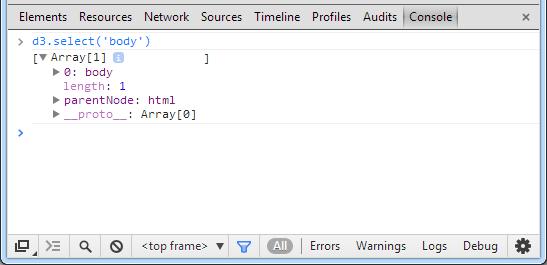 Elements Resources Network Sources Timeline Profiles Audits Console ×
> d3.select('body')
[▼ Array[1] i ]
▶ 0: body
length: 1
▶ parentNode: html
▶ __proto__: Array[0]
>
<top frame> ▼ All Errors Warnings Logs Debug